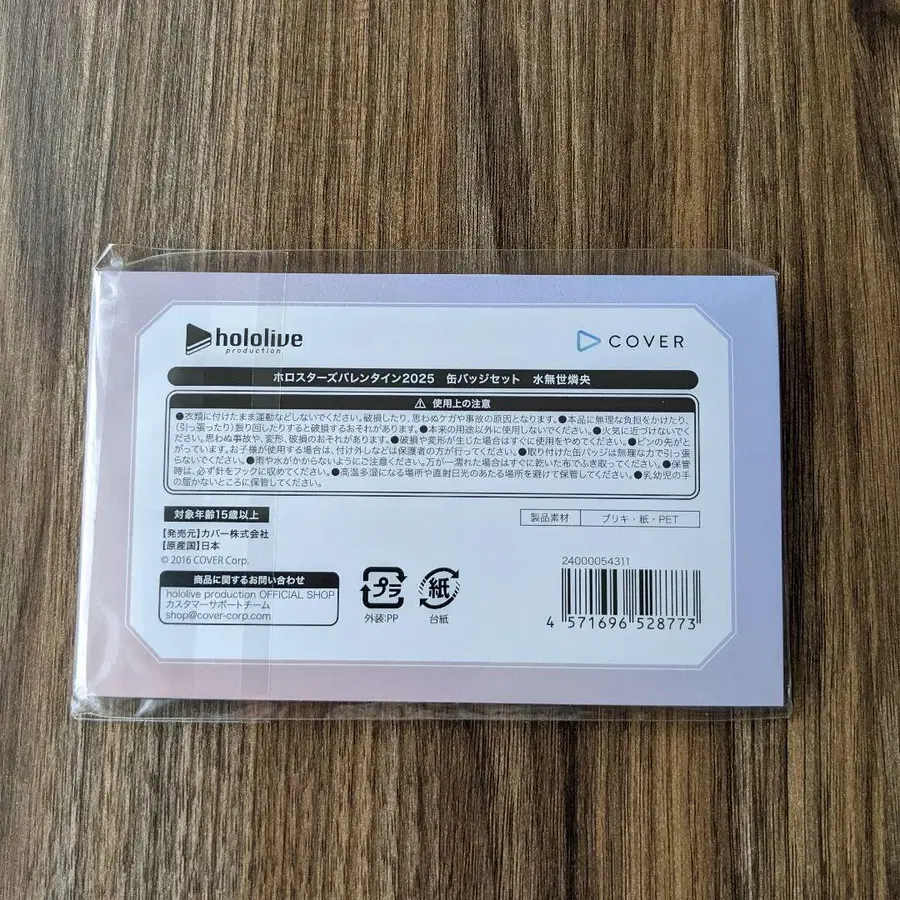 hololive
production
COVER
ホロスターズバレンタイン2025 缶バッジセット 水無世燐央
⚠ 使用上の注意
●衣類に付けたまま運動などしないでください。破損したり、思わぬケガや事故の原因となります。●本品に無理な負担をかけたり、
(引っ張ったり)振り回したりすると破損するおそれがあります。●本来の用途以外に使用しないでください。●火気に近づけないでく
ださい。思わぬ事故や、変形、破損のおそれがあります。●破損や変形が生じた場合はすぐに使用をやめてください。●ピンの先がと
がっています。お子様が使用する場合は、付け外しなどは保護者の方が行ってください。●取り付けた缶バッジは無理な力で引っ張
らないでください。●雨や水がかからないようにご注意ください。万が一濡れた場合はすぐに乾いた布でふき取ってください。●保管
時は、必ず針をフックに収めてください。●高温多湿になる場所や直射日光のあたる場所を避けて保管してください。●乳幼児の手
の届かないところに保管してください。
対象年齢15歳以上
【発売元】カバー株式会社
【原産国】日本
© 2016 COVER Corp.
製品素材 ブリキ・紙・PET
商品に関するお問い合わせ
hololive production OFFICIAL SHOP
カスタマーサポートチーム
shop@cover-corp.com
プラ
外装:PP
紙
台紙
24000054311
4 571696 528773